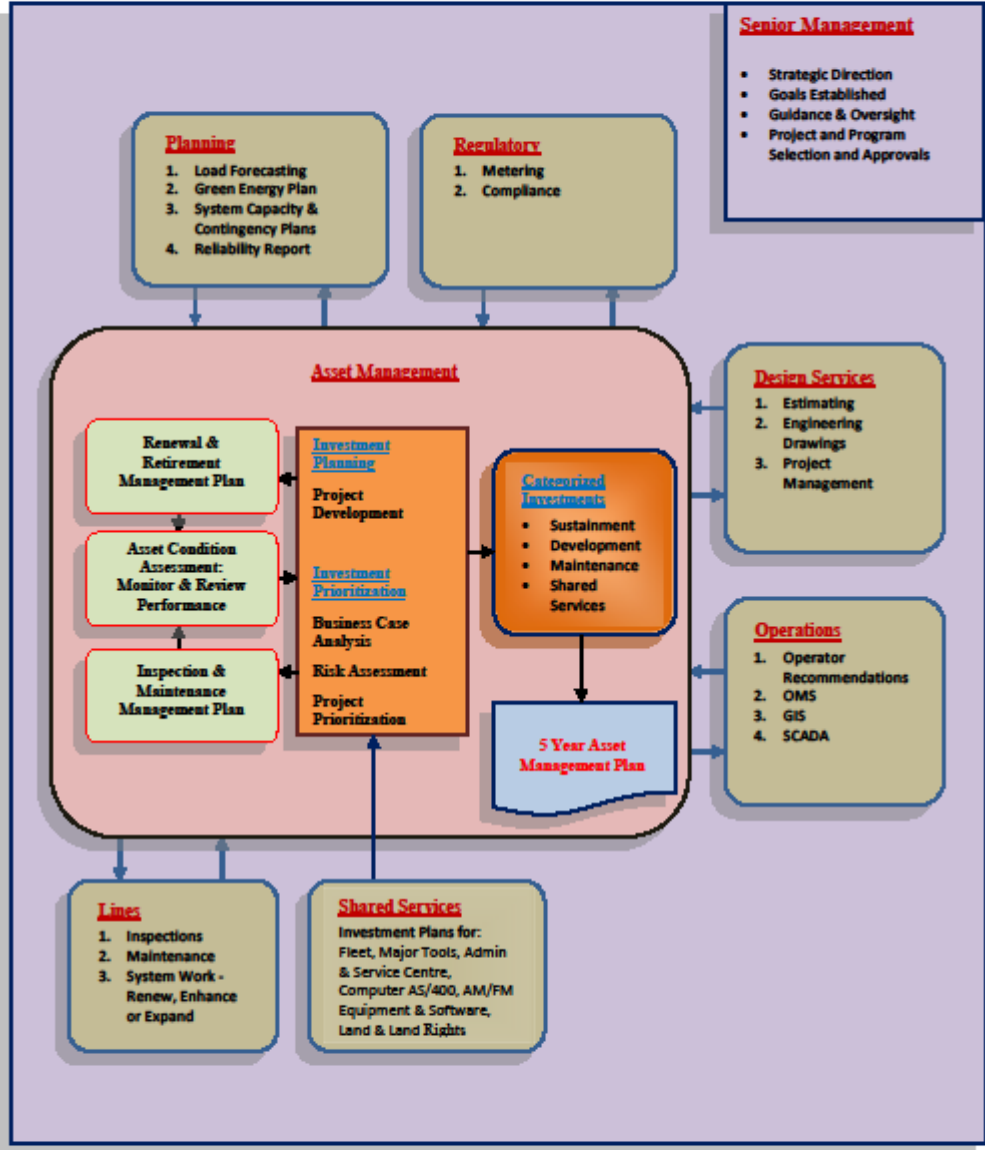 Senior Management
• Strategic Direction
• Goals Established
• Guidance & Oversight
• Project and Program
Selection and Approvals
Planning
1. Load Forecasting
2. Green Energy Plan
3. System Capacity &
Contingency Plans
4. Reliability Report
Regulatory
1. Metering
2. Compliance
Asset Management
Renewal &
Retirement
Management Plan
Asset Condition
Assessment:
Monitor & Review
Performance
Inspection &
Maintenance
Management Plan
Investment
Planning
Project
Development
Investment
Prioritization
Business Case
Analysis
Risk Assessment
Project
Prioritization
Categorized
Investments
• Sustainment
• Development
• Maintenance
• Shared
Services
5 Year Asset
Management Plan
Design Services
1. Estimating
2. Engineering
Drawings
3. Project
Management
Operations
1. Operator
Recommendations
2. OMS
3. GIS
4. SCADA
Lines
1. Inspections
2. Maintenance
3. System Work -
Renew, Enhance
or Expand
Shared Services
Investment Plans for:
Fleet, Major Tools, Admin
& Service Centre,
Computer AS/400, AM/FM
Equipment & Software,
Land & Land Rights